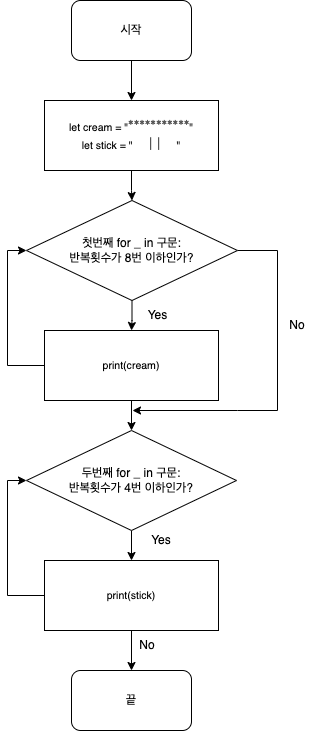 시작
let cream = "***********"
let stick = "     ||     "
첫번째 for _ in 구문:
반복횟수가 8번 이하인가?
Yes
No
print(cream)
두번째 for _ in 구문:
반복횟수가 4번 이하인가?
Yes
print(stick)
No
끝